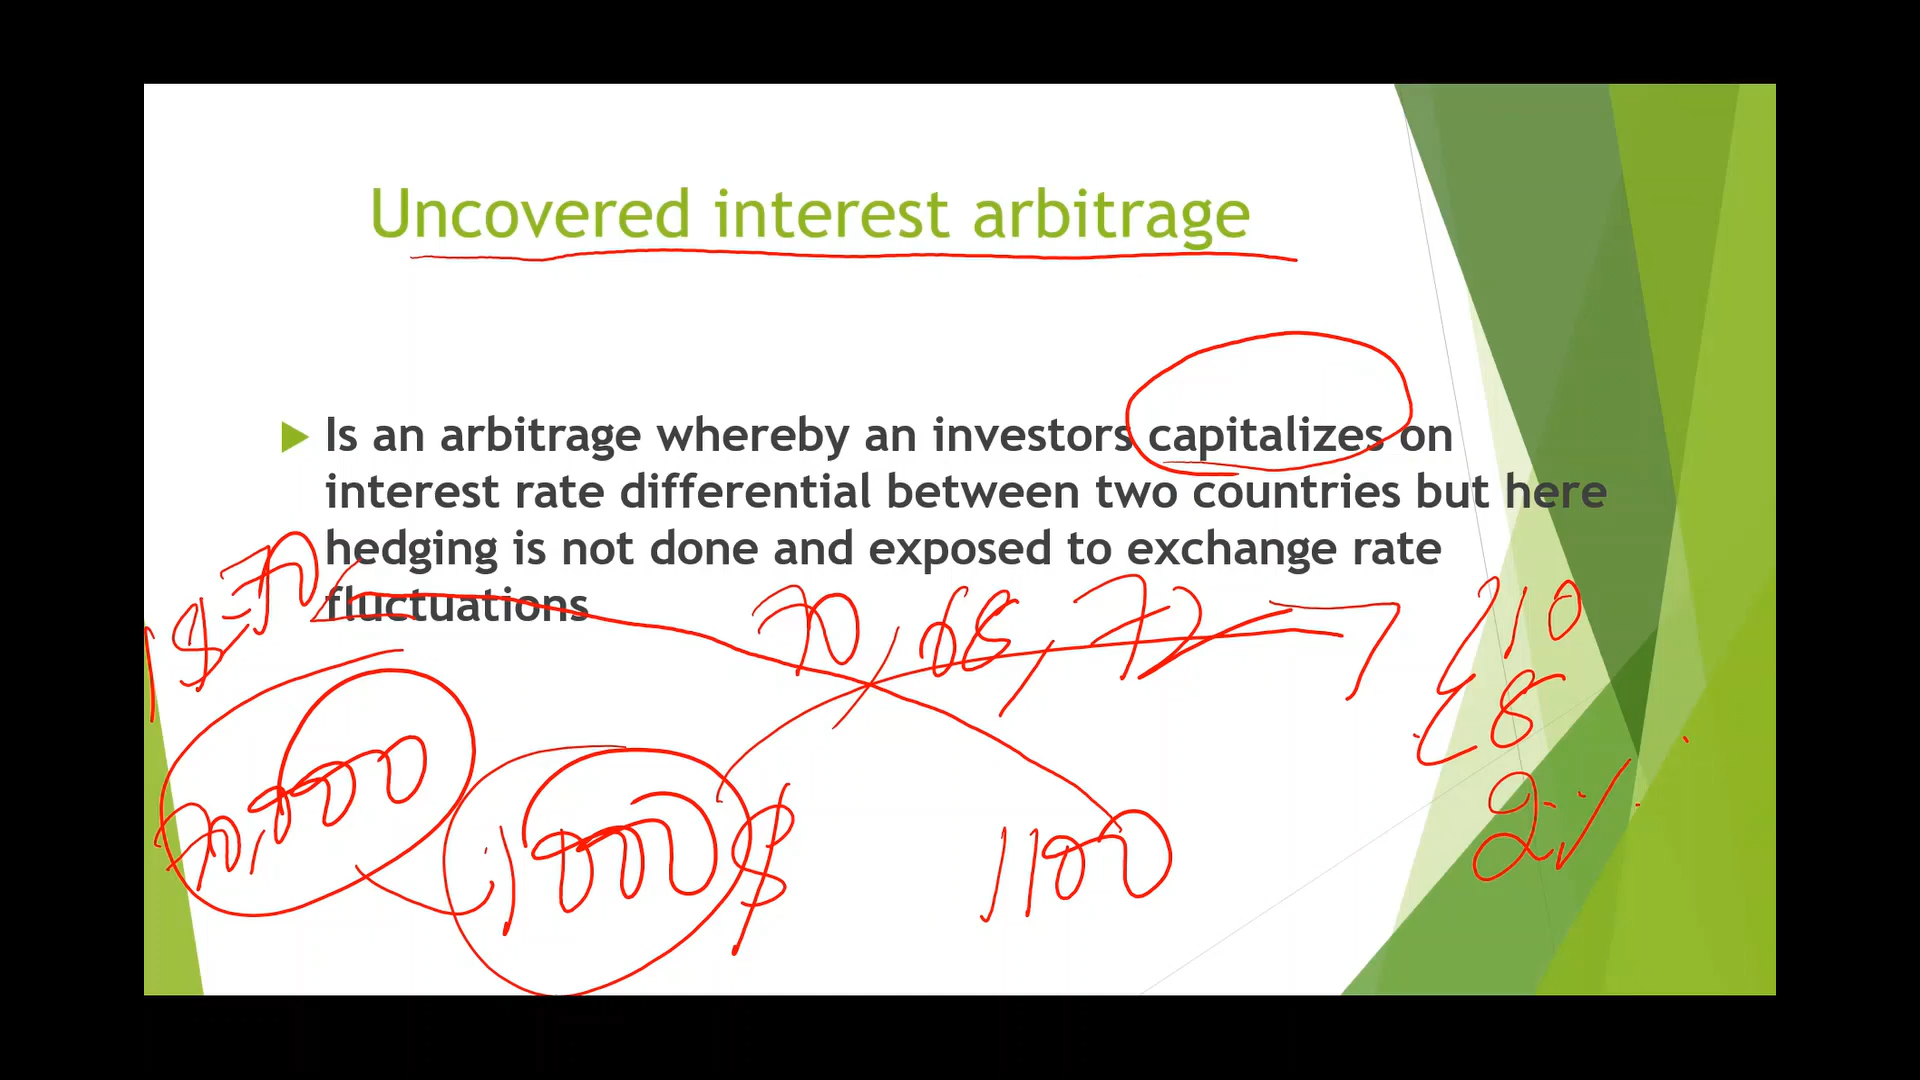 Uncovered interest arbitrage
Is an arbitrage whereby an investors capitalizes on
interest rate differential between two countries but here
hedging is not done and exposed to exchange rate
fluctuations
1$=70
70, 68, 72
10
8
2%
70,000
1000$
1100